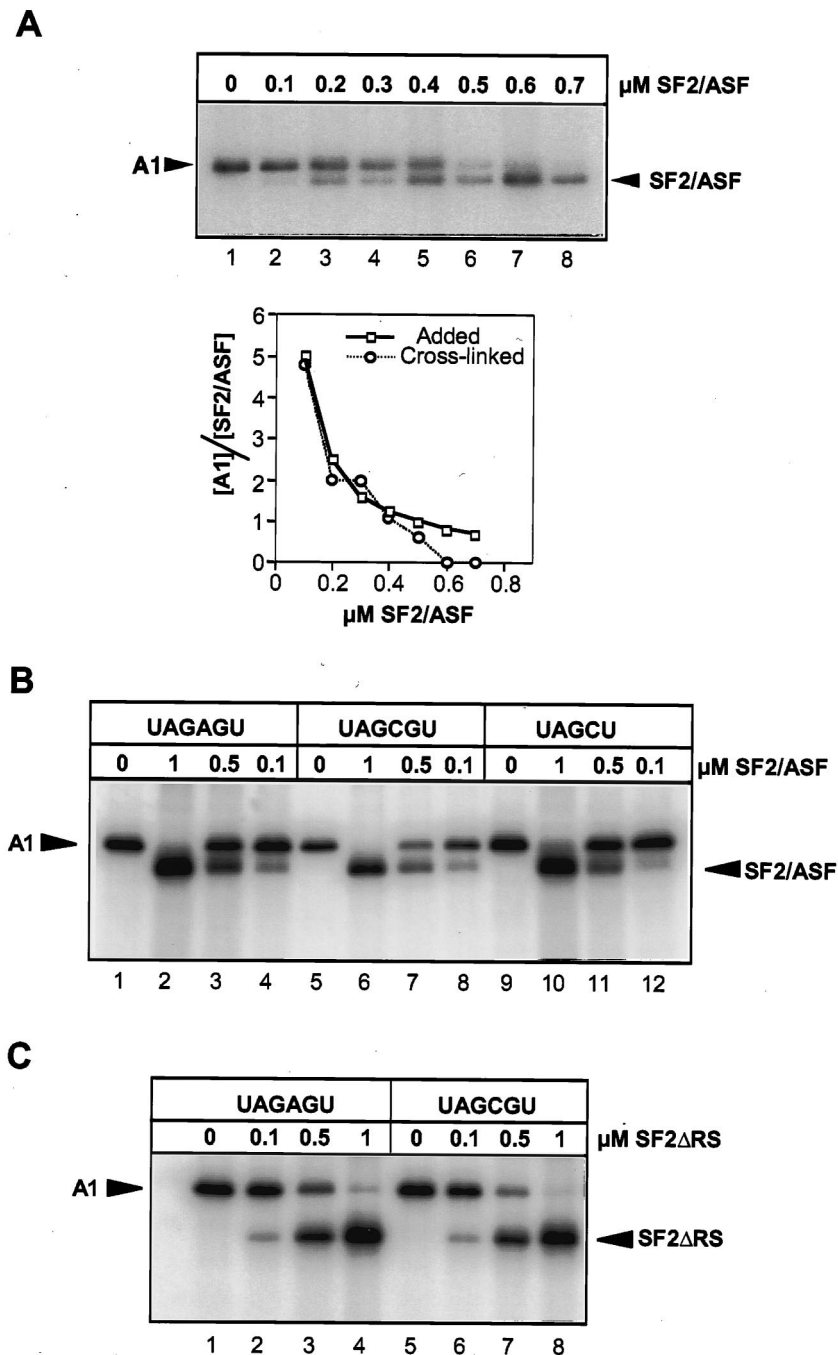 A
0 0.1 0.2 0.3 0.4 0.5 0.6 0.7 µM SF2/ASF
A1
SF2/ASF
1 2 3 4 5 6 7 8
6
5
4
3
2
1
0
[A1]/[SF2/ASF]
Added
Cross-linked
0 0.2 0.4 0.6 0.8
µM SF2/ASF
B
UAGAGU UAGCGU UAGCU
0 1 0.5 0.1 0 1 0.5 0.1 0 1 0.5 0.1 µM SF2/ASF
A1
SF2/ASF
1 2 3 4 5 6 7 8 9 10 11 12
C
UAGAGU UAGCGU
0 0.1 0.5 1 0 0.1 0.5 1 µM SF2ΔRS
A1
SF2ΔRS
1 2 3 4 5 6 7 8